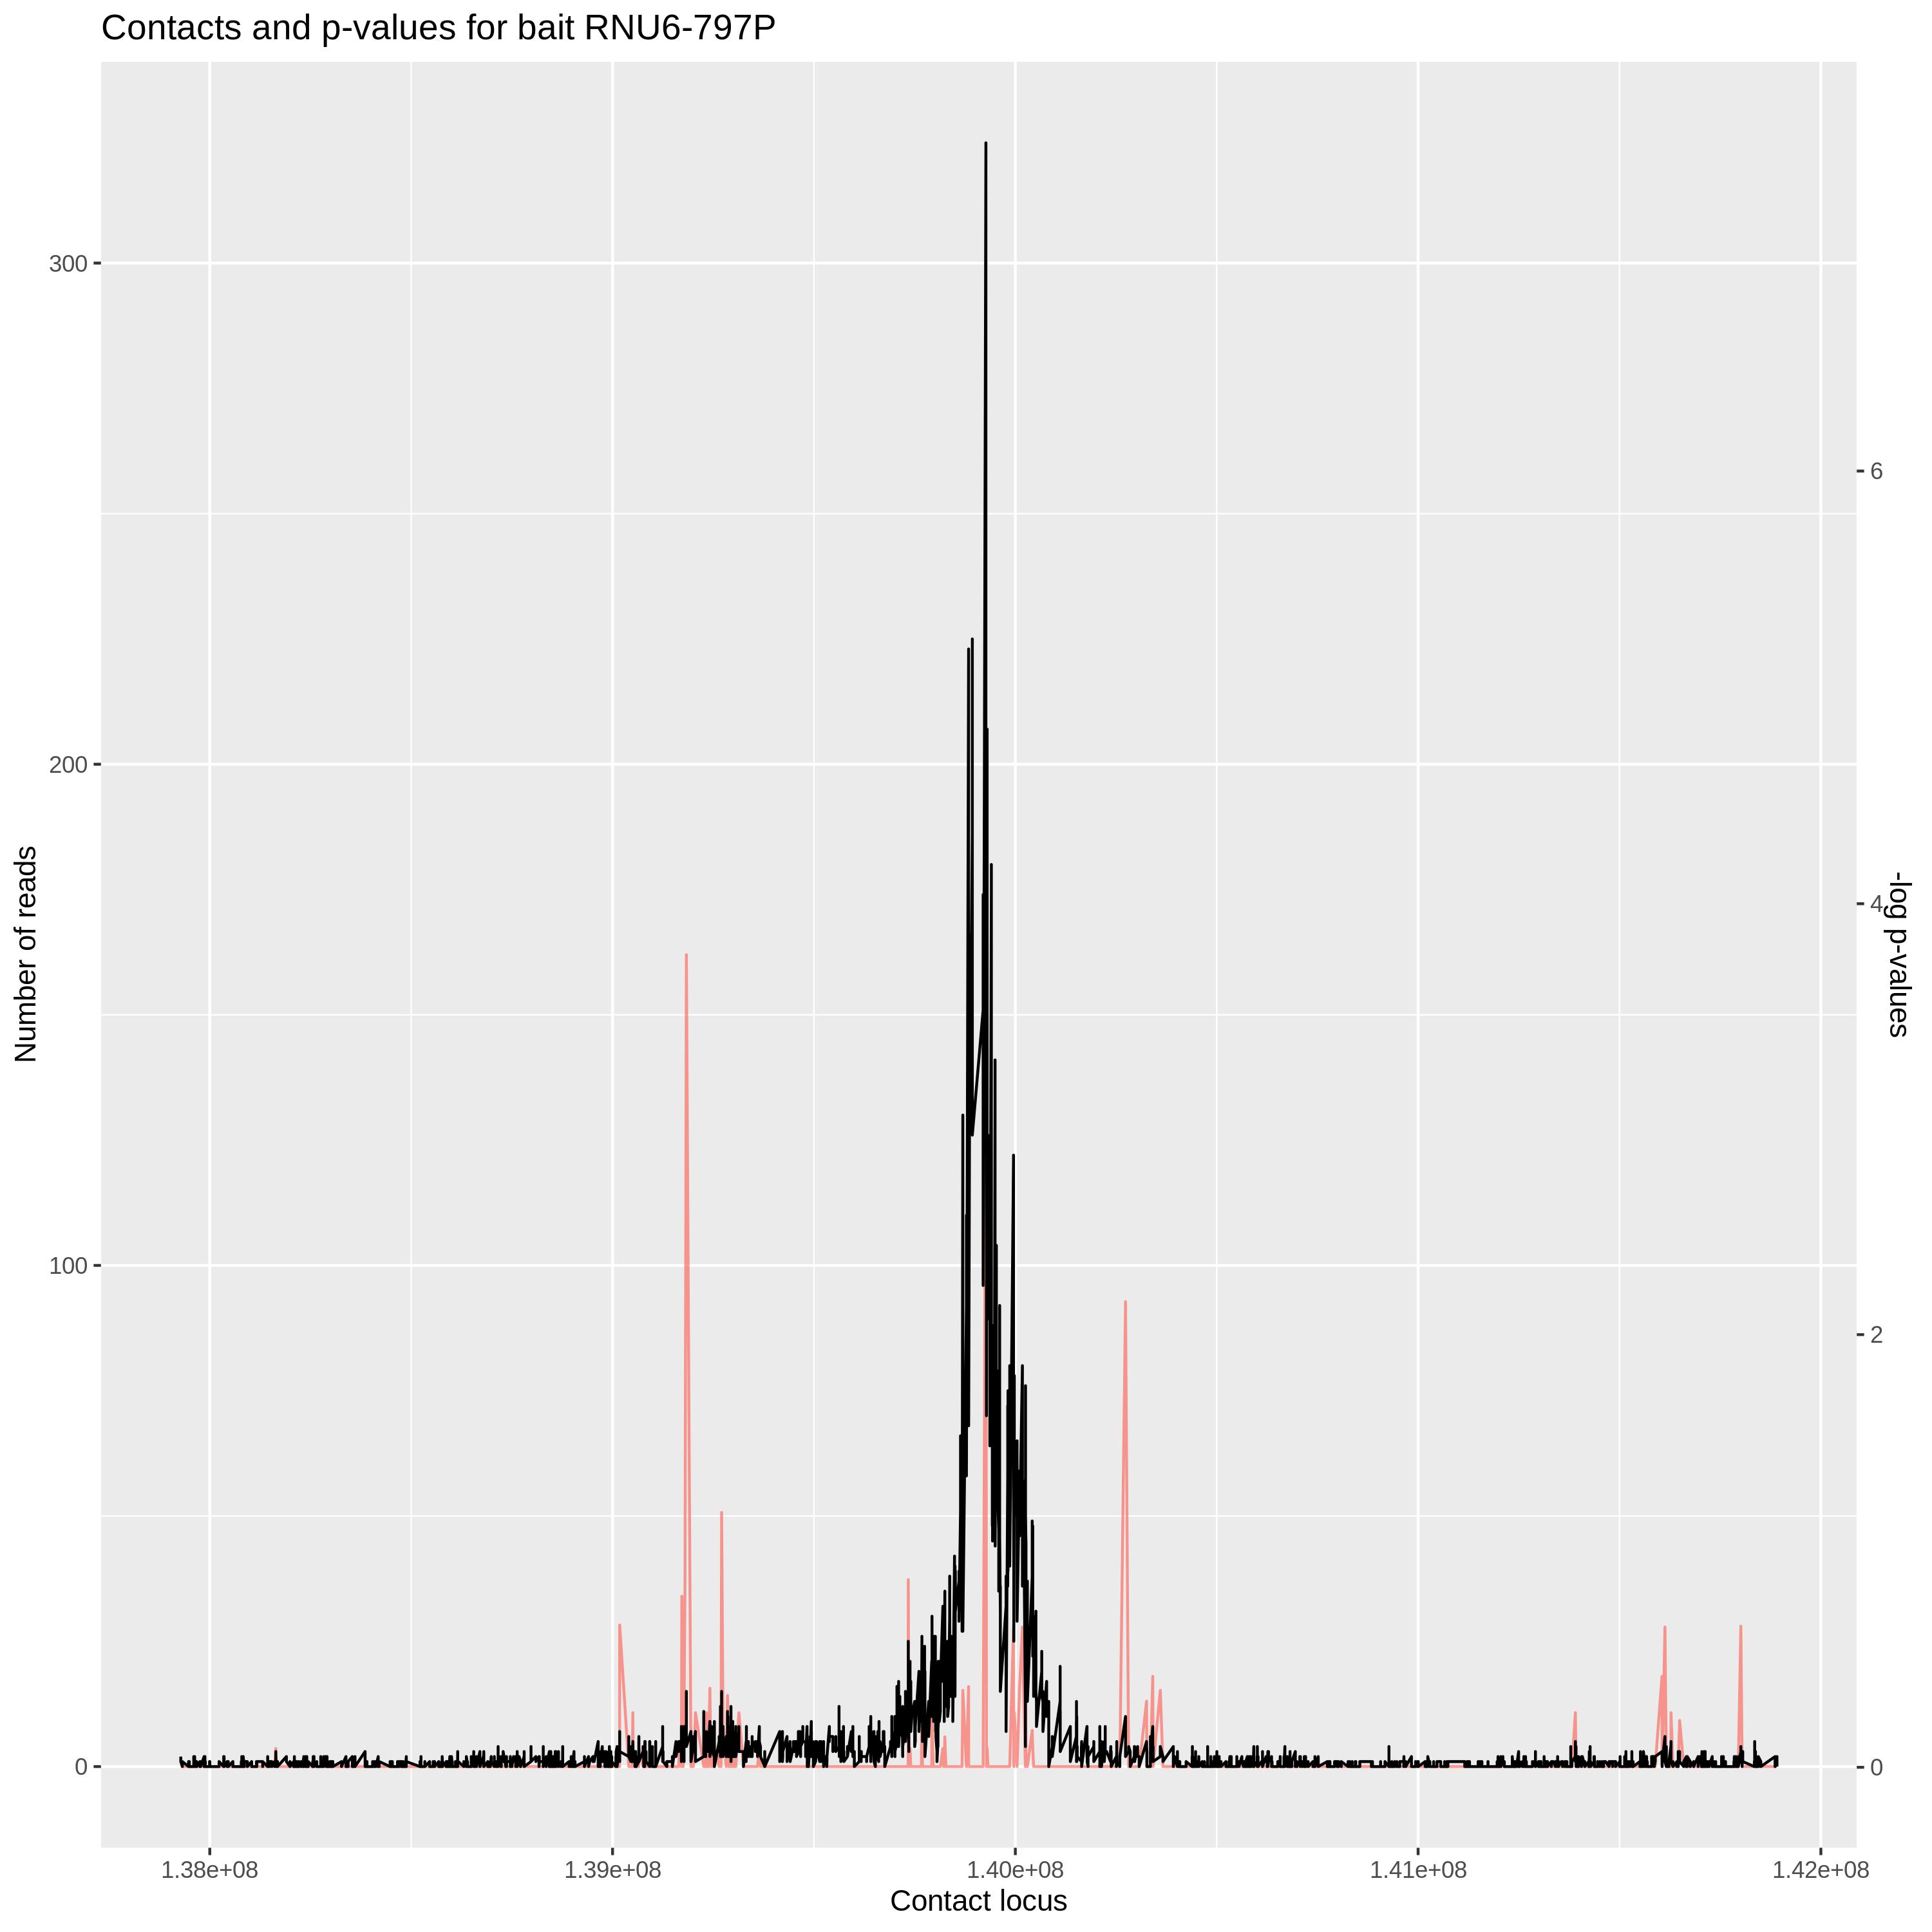 Contacts and p-values for bait RNU6-797P
300
200
100
0
6
4
2
0
Number of reads
-log p-values
1.38e+08
1.39e+08
1.40e+08
1.41e+08
1.42e+08
Contact locus